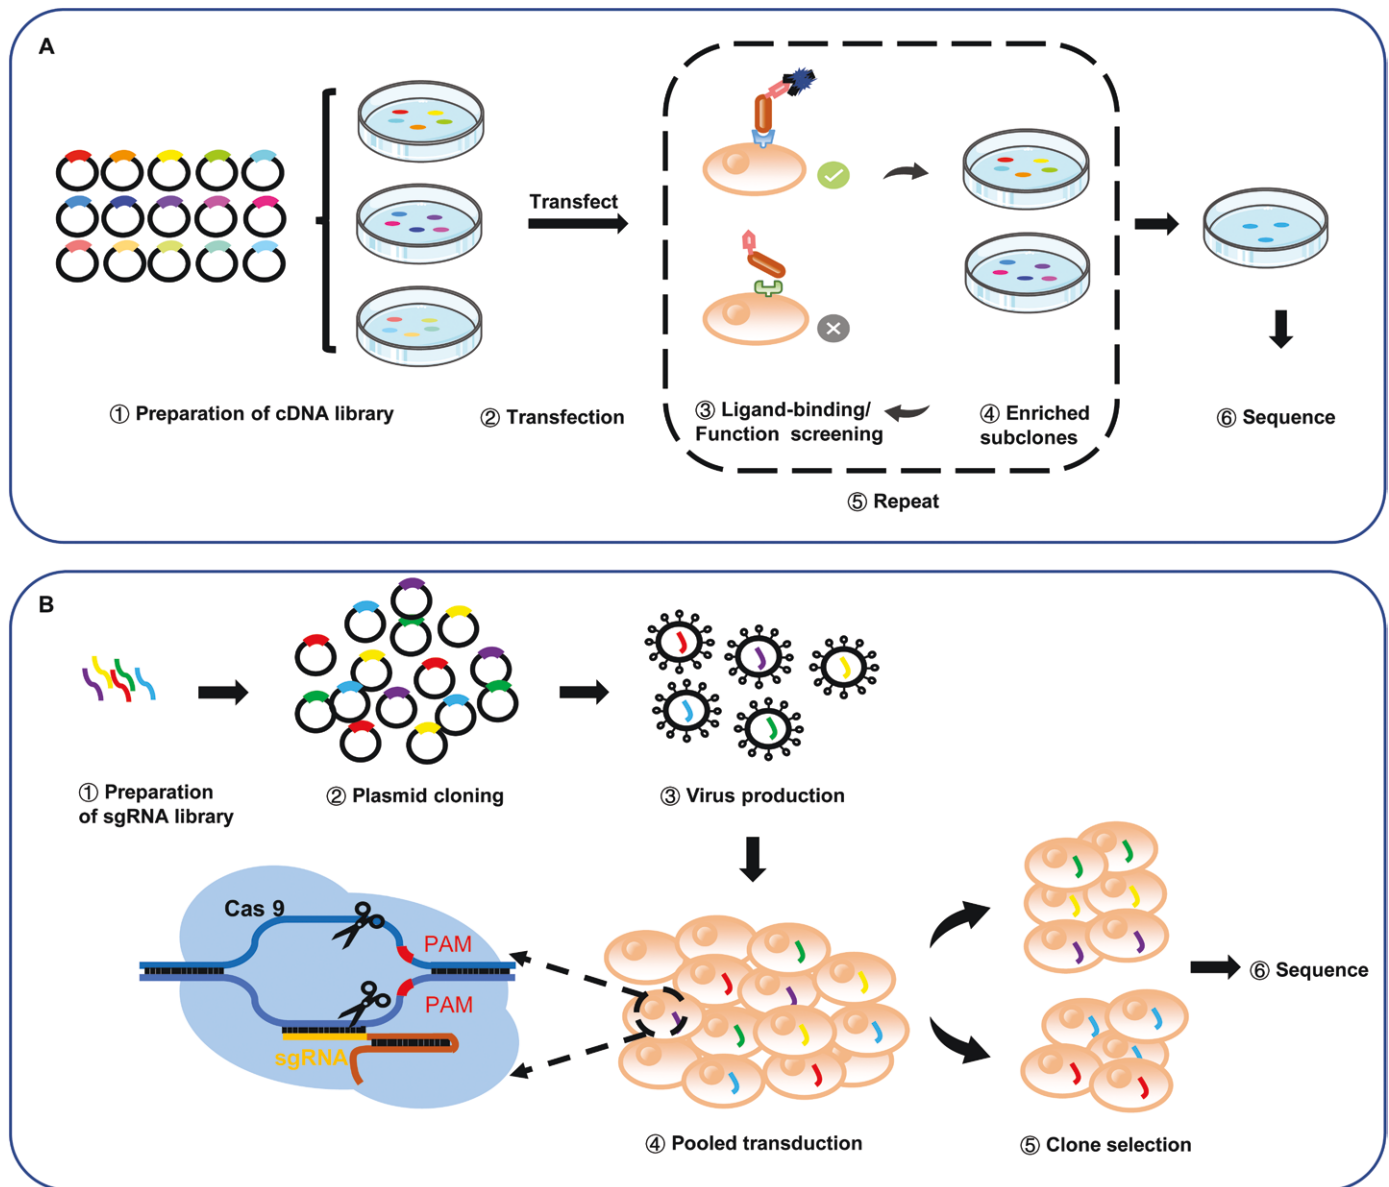 A
Transfect
① Preparation of cDNA library
② Transfection
③ Ligand-binding/
Function screening
④ Enriched
subclones
⑤ Repeat
⑥ Sequence
B
① Preparation
of sgRNA library
② Plasmid cloning
③ Virus production
Cas 9
PAM
PAM
sgRNA
④ Pooled transduction
⑤ Clone selection
⑥ Sequence